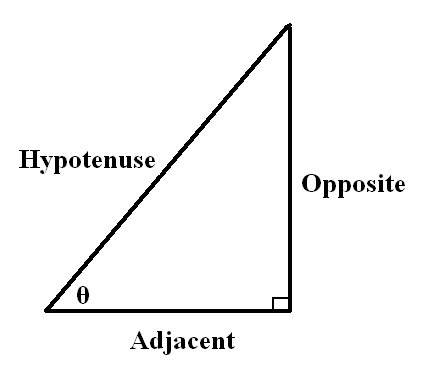 Hypotenuse
Opposite
θ
Adjacent